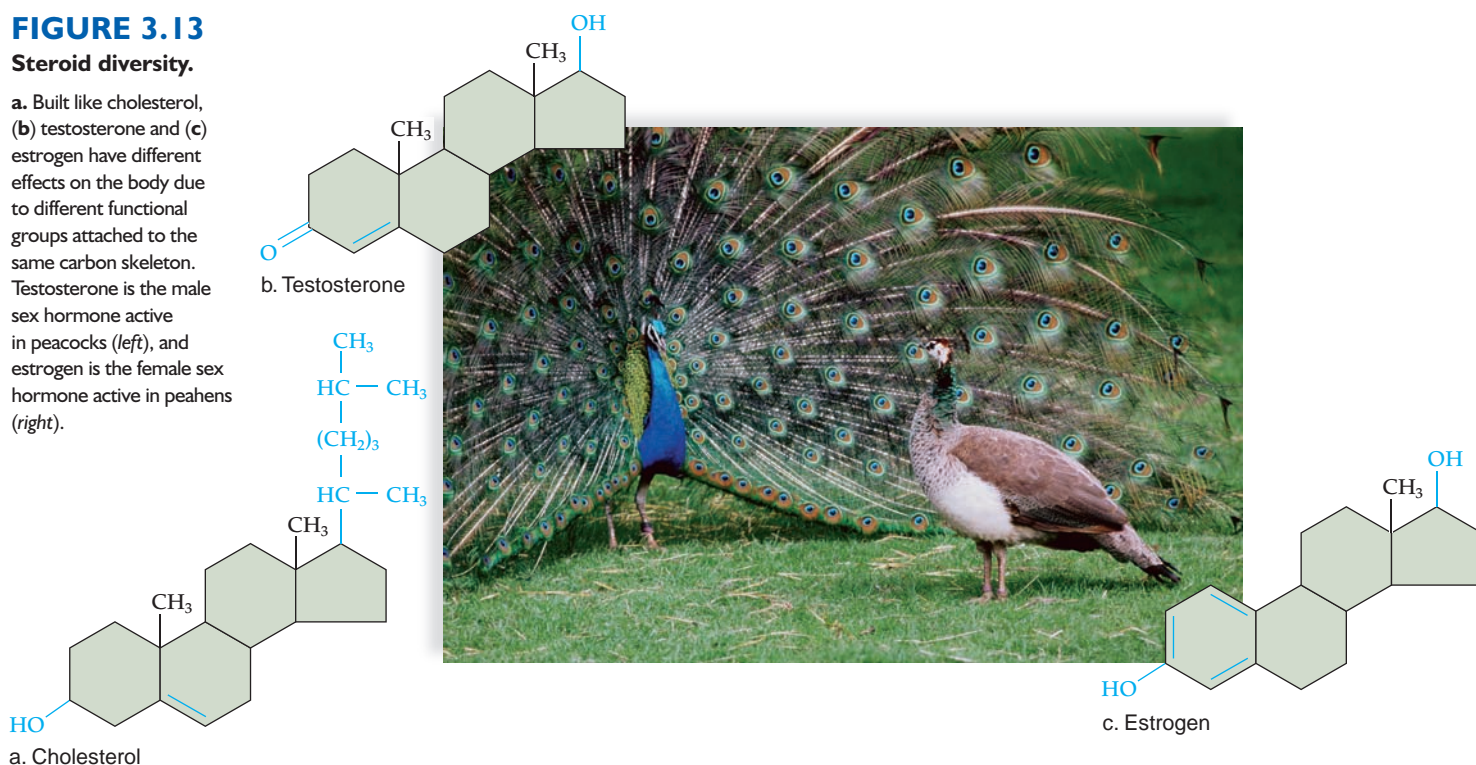 FIGURE 3.13
Steroid diversity.
a. Built like cholesterol,
(b) testosterone and (c)
estrogen have different
effects on the body due
to different functional
groups attached to the
same carbon skeleton.
Testosterone is the male
sex hormone active
in peacocks (left), and
estrogen is the female sex
hormone active in peahens
(right).
OH
CH₃
CH₃
O
b. Testosterone
CH₃
HC — CH₃
(CH₂)₃
HC — CH₃
CH₃
CH₃
HO
a. Cholesterol
OH
CH₃
HO
c. Estrogen